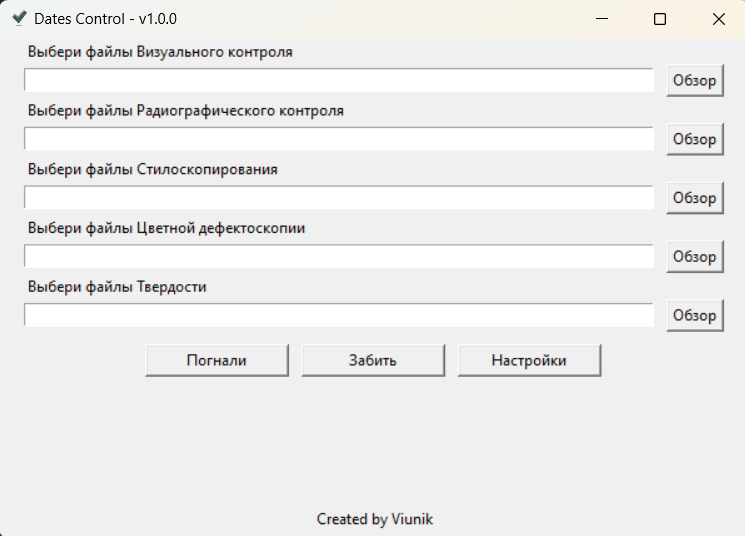 Dates Control - v1.0.0
Выбери файлы Визуального контроля
Обзор
Выбери файлы Радиографического контроля
Обзор
Выбери файлы Стилоскопирования
Обзор
Выбери файлы Цветной дефектоскопии
Обзор
Выбери файлы Твердости
Обзор
Погнали Забить Настройки
Created by Viunik